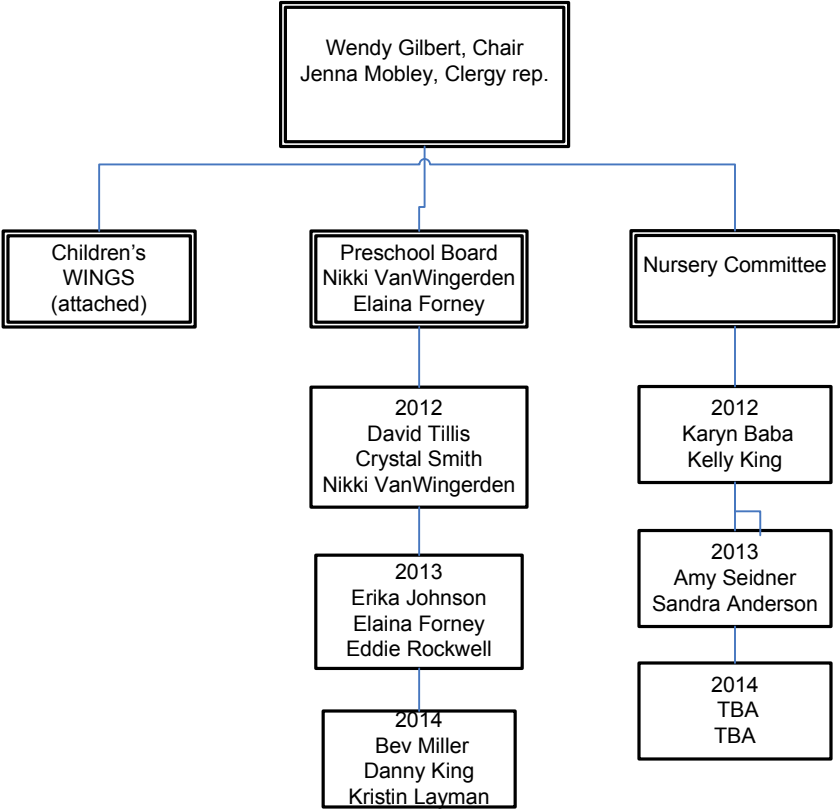 Wendy Gilbert, Chair
Jenna Mobley, Clergy rep.
Children’s
WINGS
(attached)
Preschool Board
Nikki VanWingerden
Elaina Forney
Nursery Committee
2012
David Tillis
Crystal Smith
Nikki VanWingerden
2012
Karyn Baba
Kelly King
2013
Erika Johnson
Elaina Forney
Eddie Rockwell
2013
Amy Seidner
Sandra Anderson
2014
Bev Miller
Danny King
Kristin Layman
2014
TBA
TBA